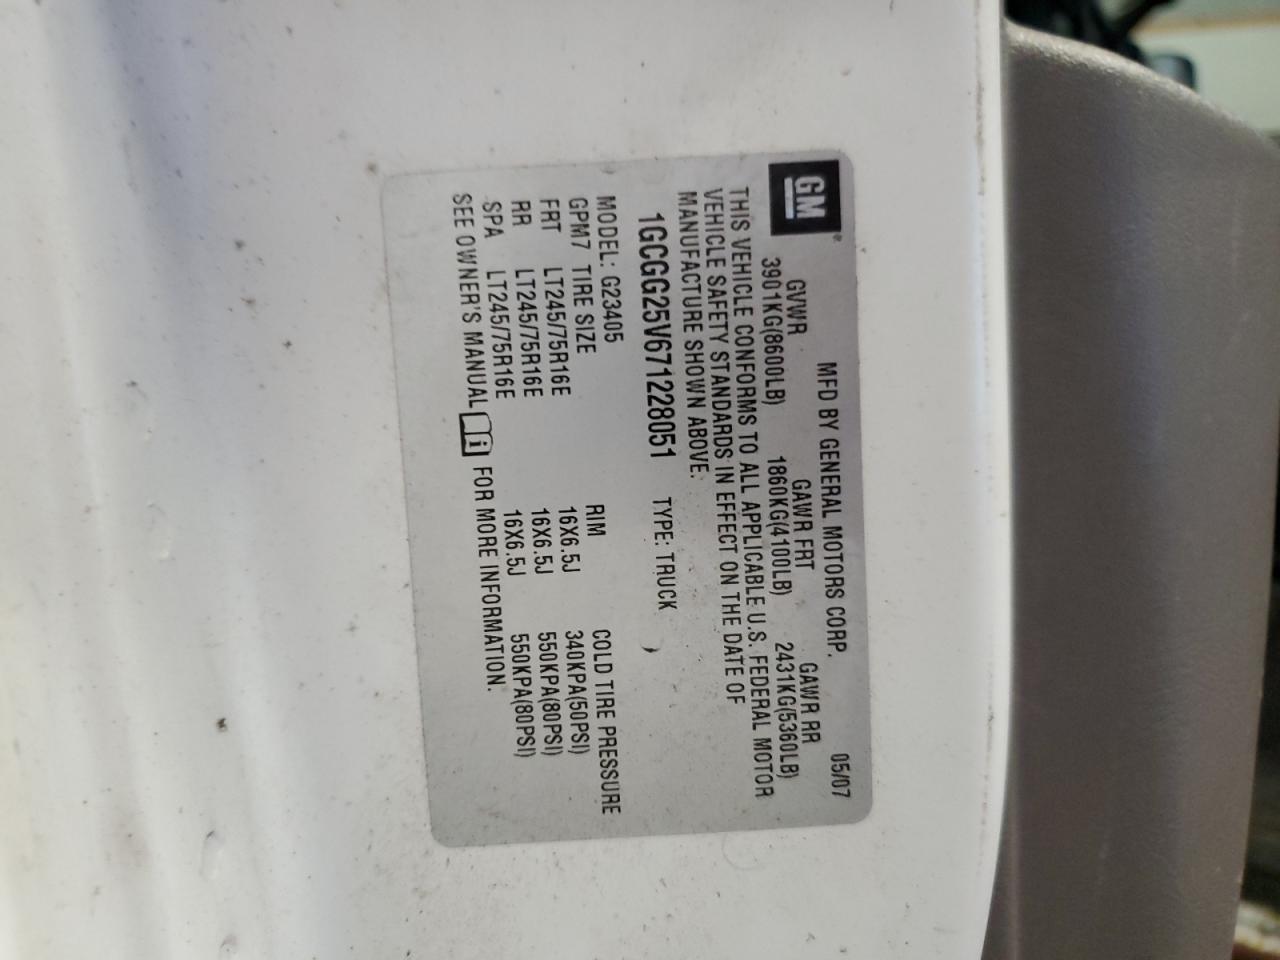 GM
MFD BY GENERAL MOTORS CORP. 05/07
GVWR GAWR FRT GAWR RR
3901KG(8600LB) 1860KG(4100LB) 2431KG(5360LB)
THIS VEHICLE CONFORMS TO ALL APPLICABLE U.S. FEDERAL MOTOR
VEHICLE SAFETY STANDARDS IN EFFECT ON THE DATE OF
MANUFACTURE SHOWN ABOVE.
1GCGG25V671228051 TYPE: TRUCK
MODEL: G23405
GPM7 TIRE SIZE RIM COLD TIRE PRESSURE
FRT LT245/75R16E 16X6.5J 340KPA(50PSI)
RR LT245/75R16E 16X6.5J 550KPA(80PSI)
SPA LT245/75R16E 16X6.5J 550KPA(80PSI)
SEE OWNER'S MANUAL i FOR MORE INFORMATION.